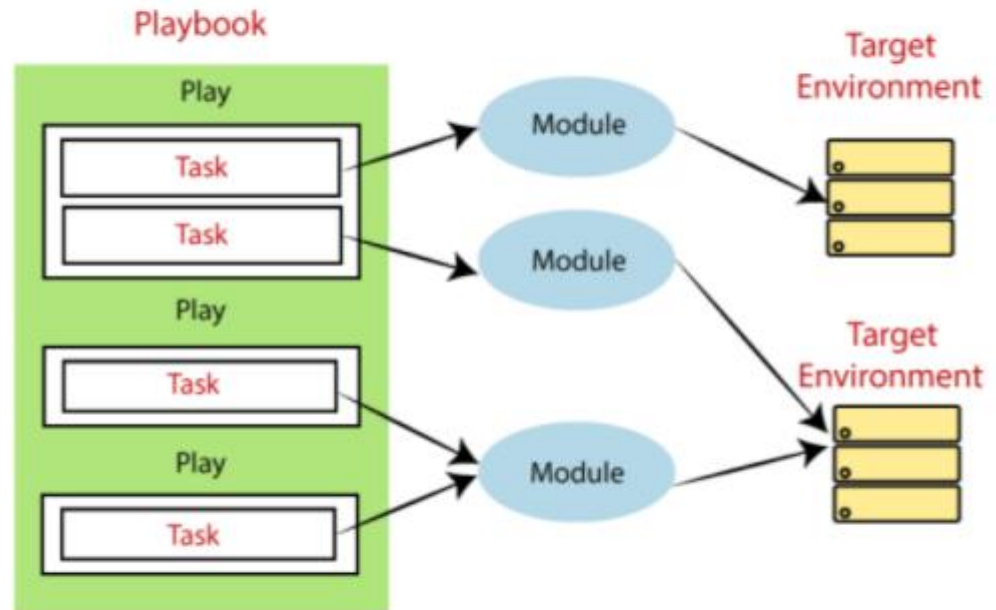 Playbook
Play
Task
Task
Play
Task
Play
Task
Module
Module
Module
Target
Environment
Target
Environment